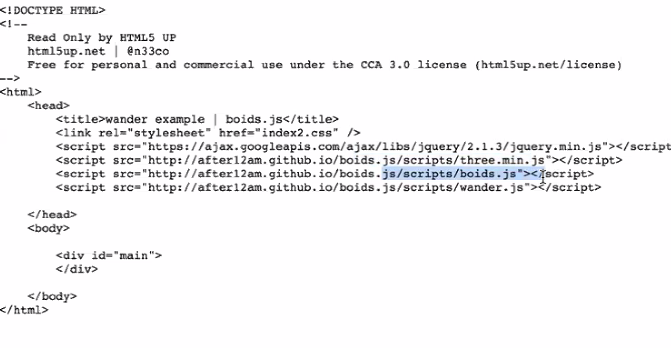 <!DOCTYPE HTML>
<!--
Read Only by HTML5 UP
html5up.net | @n33co
Free for personal and commercial use under the CCA 3.0 license (html5up.net/license)
-->
<html>
<head>
<title>wander example | boids.js</title>
<link rel="stylesheet" href="index2.css" />
<script src="https://ajax.googleapis.com/ajax/libs/jquery/2.1.3/jquery.min.js"></script
<script src="http://after12am.github.io/boids.js/scripts/three.min.js"></script>
<script src="http://after12am.github.io/boids.js/scripts/boids.js"></script>
<script src="http://after12am.github.io/boids.js/scripts/wander.js"></script>
</head>
<body>
<div id="main">
</div>
</body>
</html>